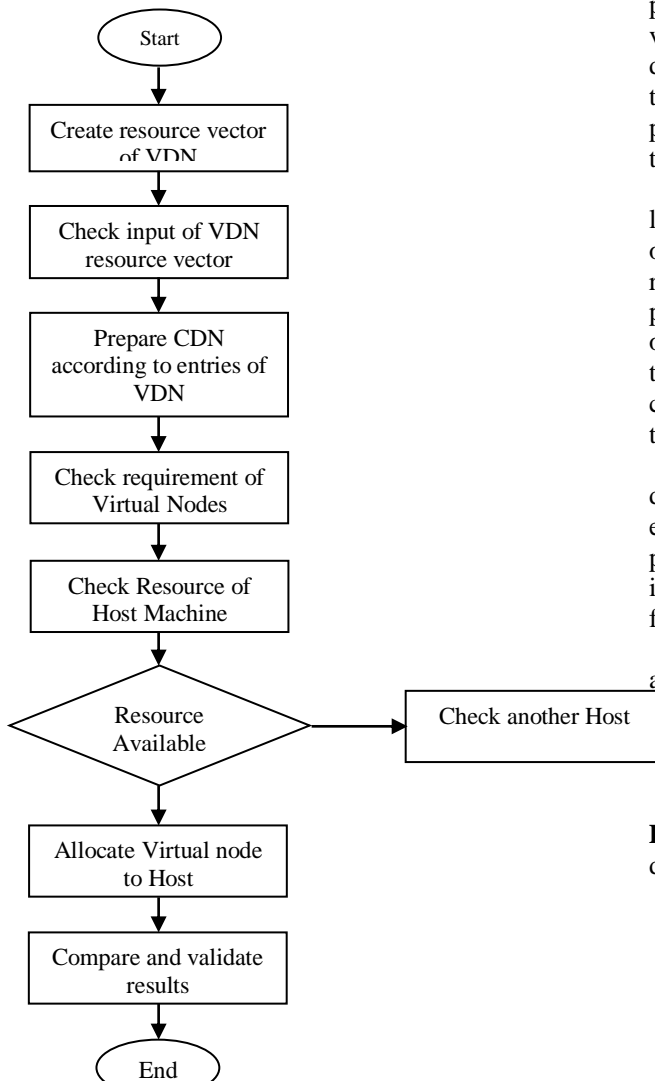 Start
Create resource vector
of VDN
Check input of VDN
resource vector
Prepare CDN
according to entries of
VDN
Check requirement of
Virtual Nodes
Check Resource of
Host Machine
Resource
Available
Check another Host
Allocate Virtual node
to Host
Compare and validate
results
End